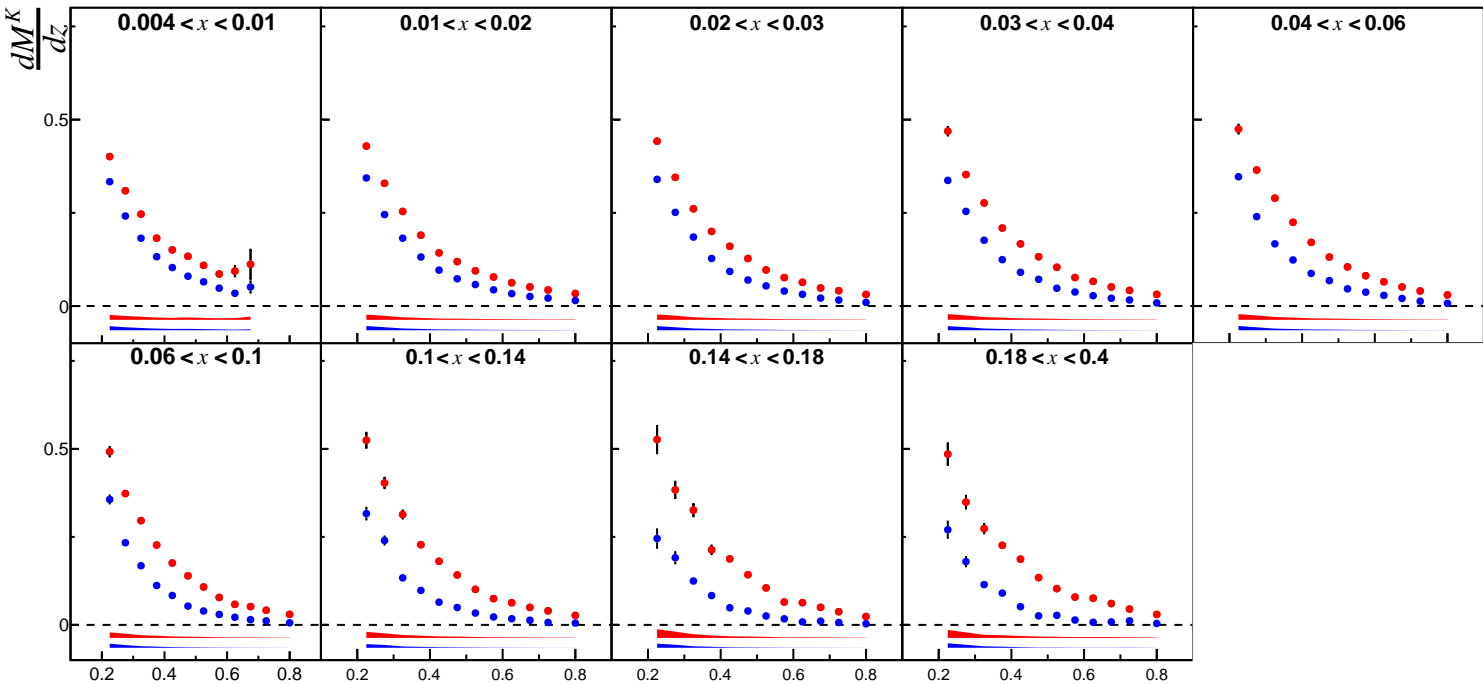 dM^K
dz
0.004 < x < 0.01
0.01 < x < 0.02
0.02 < x < 0.03
0.03 < x < 0.04
0.04 < x < 0.06
0.5
0
0.06 < x < 0.1
0.1 < x < 0.14
0.14 < x < 0.18
0.18 < x < 0.4
0.5
0
0.2 0.4 0.6 0.8 0.2 0.4 0.6 0.8 0.2 0.4 0.6 0.8 0.2 0.4 0.6 0.8